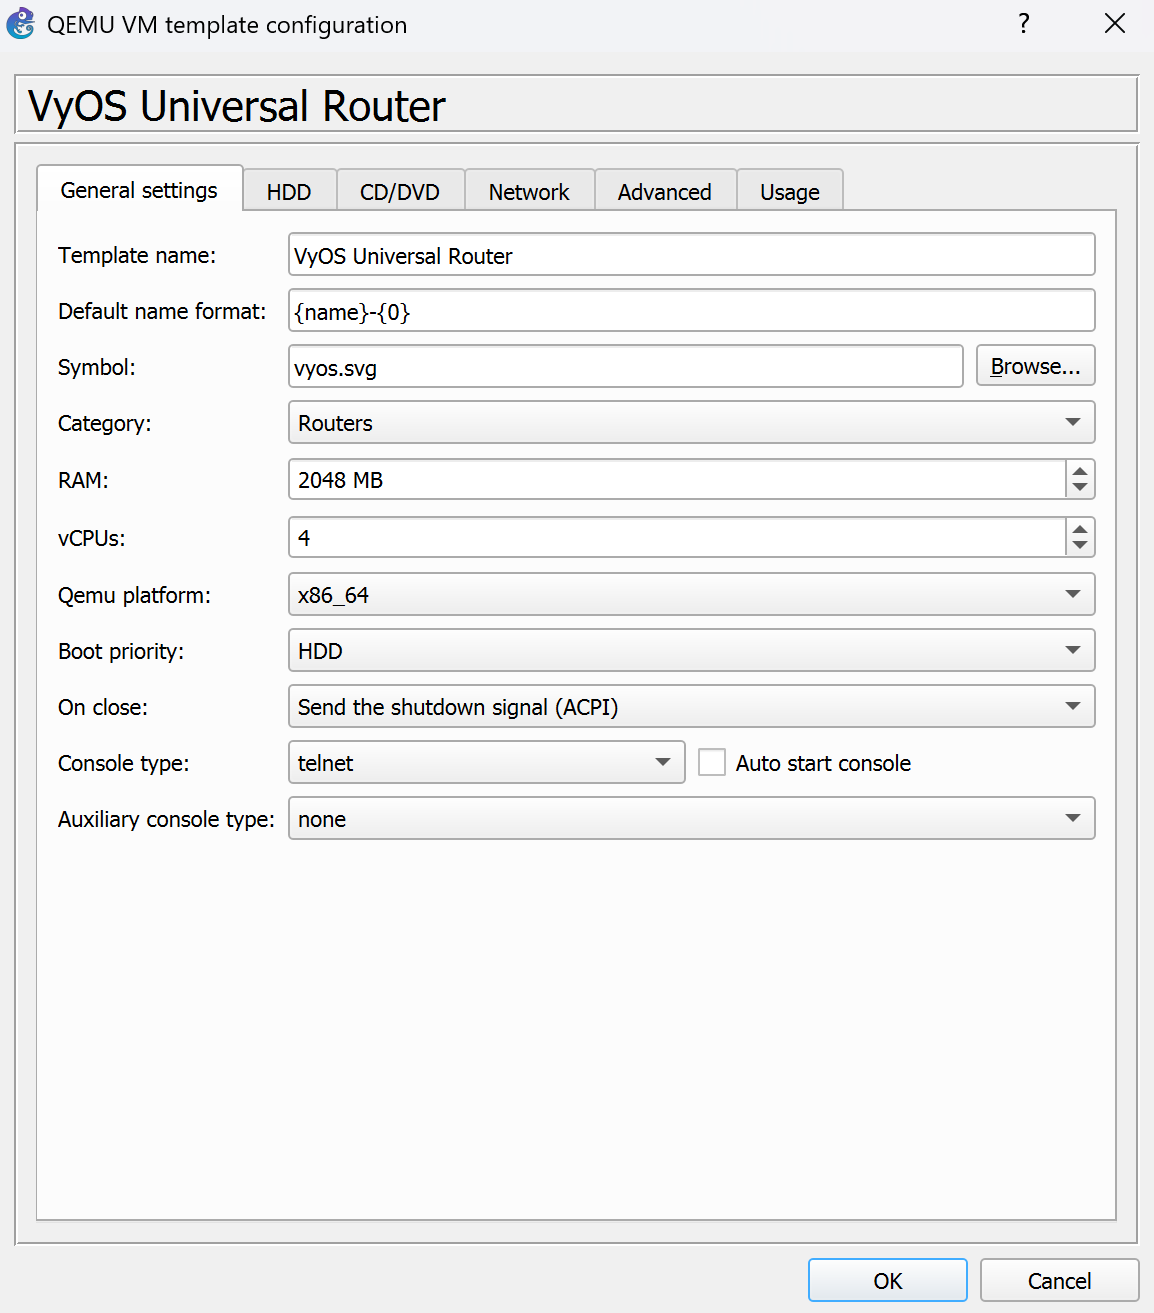 QEMU VM template configuration
?
VyOS Universal Router
General settings
HDD
CD/DVD
Network
Advanced
Usage
Template name:
VyOS Universal Router
Default name format:
{name}-{0}
Symbol:
vyos.svg
Browse...
Category:
Routers
RAM:
2048 MB
vCPUs:
4
Qemu platform:
x86_64
Boot priority:
HDD
On close:
Send the shutdown signal (ACPI)
Console type:
telnet
Auto start console
Auxiliary console type:
none
OK
Cancel